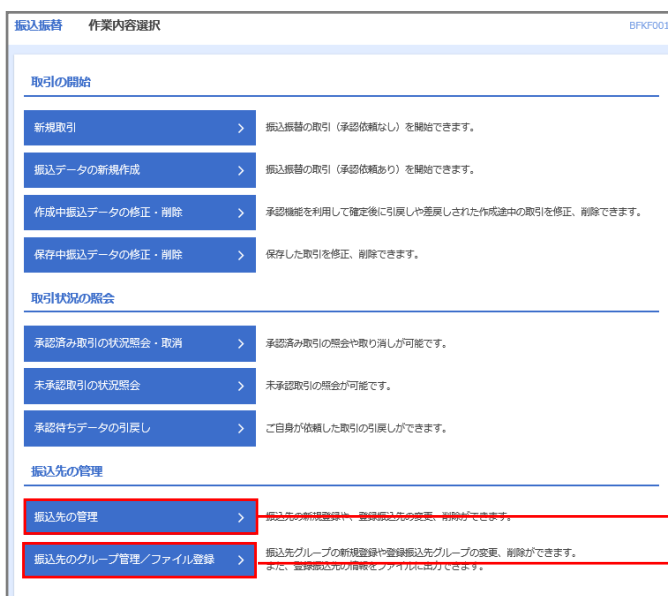 振込振替 作業内容選択 BFKF001
取引の開始
新規取引 振込振替の取引（承認依頼なし）を開始できます。
振込データの新規作成 振込振替の取引（承認依頼あり）を開始できます。
作成中振込データの修正・削除 承認機能を利用して確定後に引戻しや差戻しされた作成途中の取引を修正、削除できます。
保存中振込データの修正・削除 保存した取引を修正、削除できます。
取引状況の照会
承認済み取引の状況照会・取消 承認済み取引の照会や取り消しが可能です。
未承認取引の状況照会 未承認取引の照会が可能です。
承認待ちデータの引戻し ご自身が依頼した取引の引戻しができます。
振込先の管理
振込先の管理 振込先の新規登録や、登録振込先の変更、削除ができます。
振込先のグループ管理／ファイル登録 振込先グループの新規登録や登録振込先グループの変更、削除ができます。
また、登録振込先の情報をファイルに出力できます。